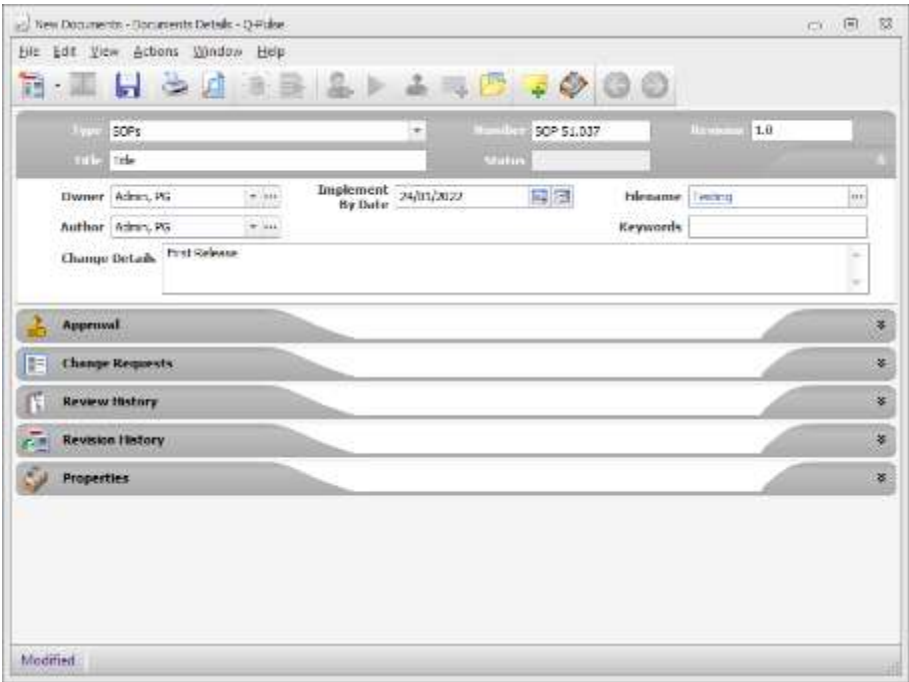 New Documents - Documents Details - Q-Pulse
File Edit View Actions Window Help
Type SOPs Number SOP 51.037 Revision 1.0
Title Title Status
Owner Admin, PG Implement By Date 24/01/2022 Filename Testing
Author Admin, PG Keywords
Change Details First Release
Approval
Change Requests
Review History
Revision History
Properties
Modified